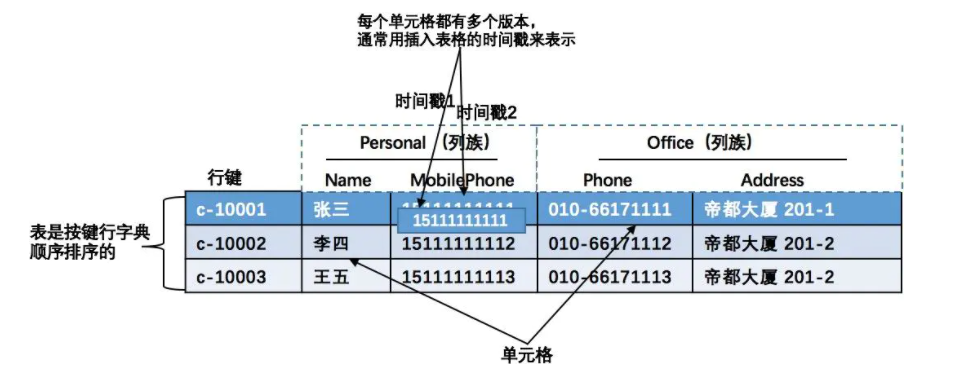 每个单元格都有多个版本，
通常用插入表格的时间戳来表示
时间戳1
时间戳2
Personal （列族） Office（列族）
行键 Name MobilePhone Phone Address
c-10001 张三 15111111111 010-66171111 帝都大厦 201-1
表是按键行字典
顺序排序的
c-10002 李四 15111111112 010-66171112 帝都大厦 201-2
c-10003 王五 15111111113 010-66171113 帝都大厦 201-2
单元格